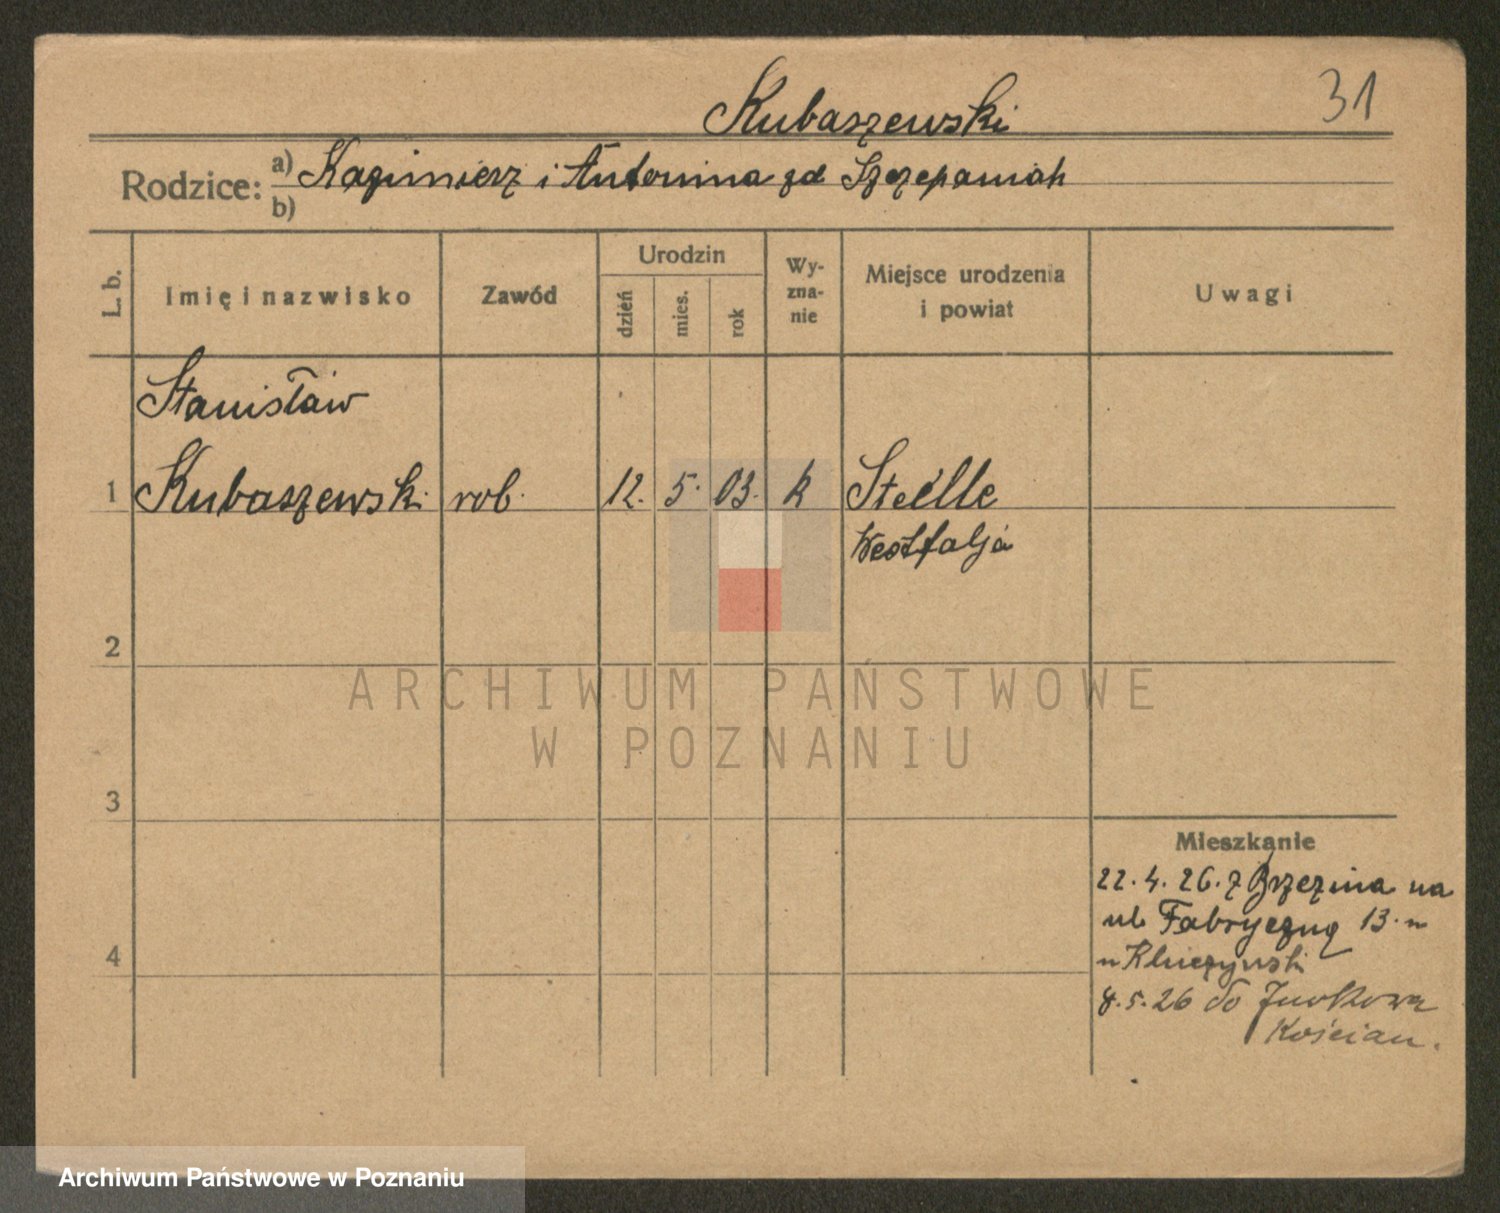 Kubaszewski
31
Rodzice: a) Kazimierz i Antonina zd Szczepaniak
b)
L. b.
Imię i nazwisko
Zawód
Urodzin
dzień
mies.
rok
Wy-
zna-
nie
Miejsce urodzenia
i powiat
Uwagi
Stanisław
1 Kubaszewski rob. 12. 5. 03. k Steelle
Westfalja
2
ARCHIWUM PAŃSTWOWE
W POZNANIU
3
Mieszkanie
22. 4. 26. z Brzezina na
ul Fabryczną 13. m
4
8. 5. 26 do
Kościan.
Archiwum Państwowe w Poznaniu